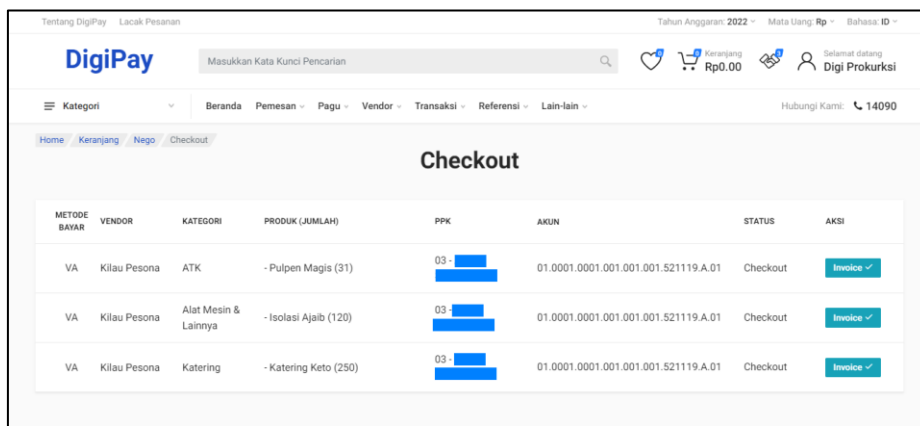 Tentang DigiPay Lacak Pesanan Tahun Anggaran: 2022 Mata Uang: Rp Bahasa: ID
DigiPay Masukkan Kata Kunci Pencarian 0 0 Keranjang Rp0.00 Selamat datang Digi Prokurksi
Kategori Beranda Pemesan Pagu Vendor Transaksi Referensi Lain-lain Hubungi Kami: 14090
Home Keranjang Nego Checkout
Checkout
METODE BAYAR VENDOR KATEGORI PRODUK (JUMLAH) PPK AKUN STATUS AKSI
VA Kilau Pesona ATK - Pulpen Magis (31) 03 - 01.0001.0001.001.001.001.521119.A.01 Checkout Invoice ✓
VA Kilau Pesona Alat Mesin & Lainnya - Isolasi Ajaib (120) 03 - 01.0001.0001.001.001.001.521119.A.01 Checkout Invoice ✓
VA Kilau Pesona Katering - Katering Keto (250) 03 - 01.0001.0001.001.001.001.521119.A.01 Checkout Invoice ✓